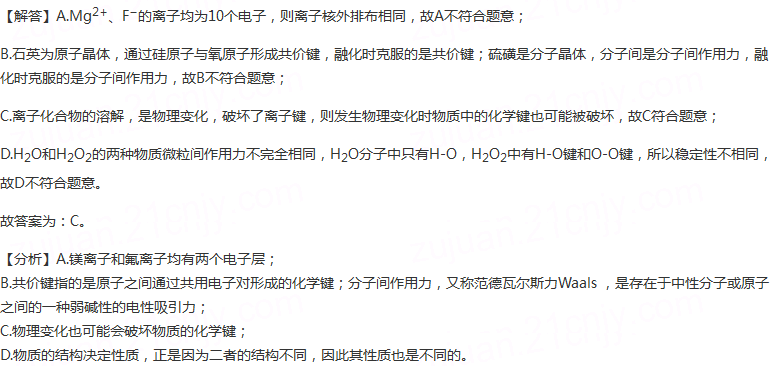 【解答】A.Mg²⁺、F⁻的离子均为10个电子，则离子核外排布相同，故A不符合题意；
B.石英为原子晶体，通过硅原子与氧原子形成共价键，融化时克服的是共价键；硫磺是分子晶体，分子间是分子间作用力，融
化时克服的是分子间作用力，故B不符合题意；
C.离子化合物的溶解，是物理变化，破坏了离子键，则发生物理变化时物质中的化学键也可能被破坏，故C符合题意；
D.H₂O和H₂O₂的两种物质微粒间作用力不完全相同，H₂O分子中只有H-O，H₂O₂中有H-O键和O-O键，所以稳定性不相同，
故D不符合题意。
故答案为：C。
【分析】A.镁离子和氟离子均有两个电子层；
B.共价键指的是原子之间通过共用电子对形成的化学键；分子间作用力，又称范德瓦尔斯力Waals ，是存在于中性分子或原子
之间的一种弱碱性的电性吸引力；
C.物理变化也可能会破坏物质的化学键；
D.物质的结构决定性质，正是因为二者的结构不同，因此其性质也是不同的。